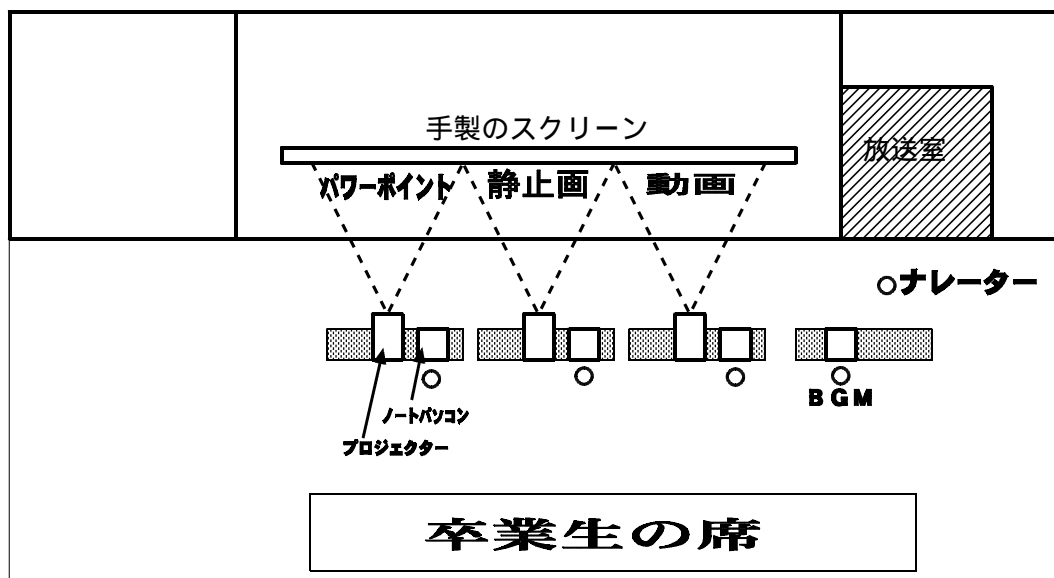 手製のスクリーン
放送室
パワーポイント
静止画
動画
ナレーター
ノートパソコン
プロジェクター
ＢＧＭ
卒業生の席